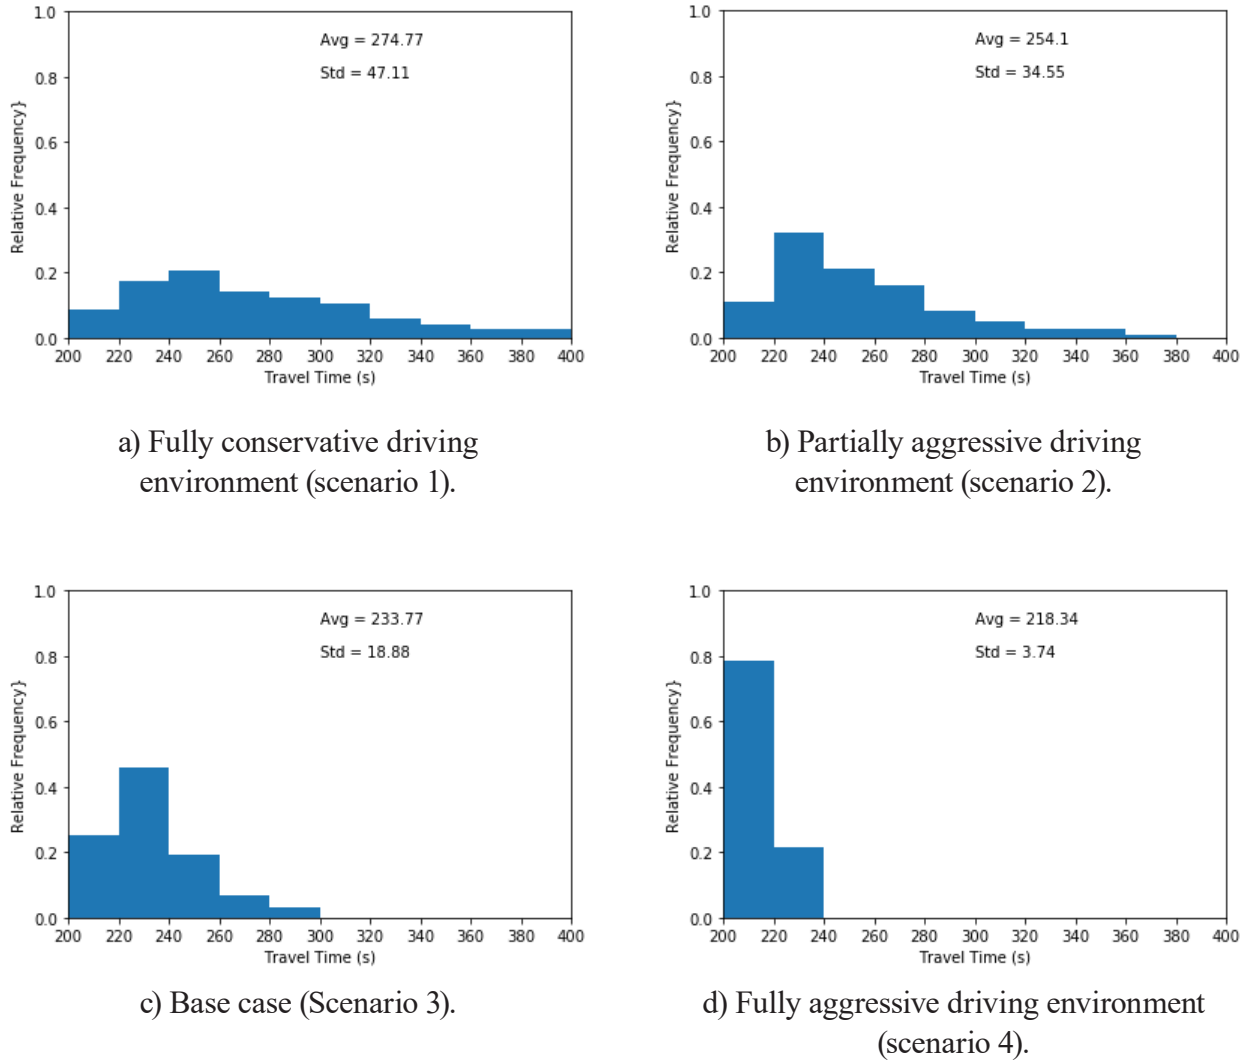 1.0
0.8
0.6
0.4
0.2
0.0
Relative Frequency}
Avg = 274.77
Std = 47.11
200 220 240 260 280 300 320 340 360 380 400
Travel Time (s)
a) Fully conservative driving
environment (scenario 1).
1.0
0.8
0.6
0.4
0.2
0.0
Relative Frequency}
Avg = 254.1
Std = 34.55
200 220 240 260 280 300 320 340 360 380 400
Travel Time (s)
b) Partially aggressive driving
environment (scenario 2).
1.0
0.8
0.6
0.4
0.2
0.0
Relative Frequency}
Avg = 233.77
Std = 18.88
200 220 240 260 280 300 320 340 360 380 400
Travel Time (s)
c) Base case (Scenario 3).
1.0
0.8
0.6
0.4
0.2
0.0
Relative Frequency}
Avg = 218.34
Std = 3.74
200 220 240 260 280 300 320 340 360 380 400
Travel Time (s)
d) Fully aggressive driving environment
(scenario 4).